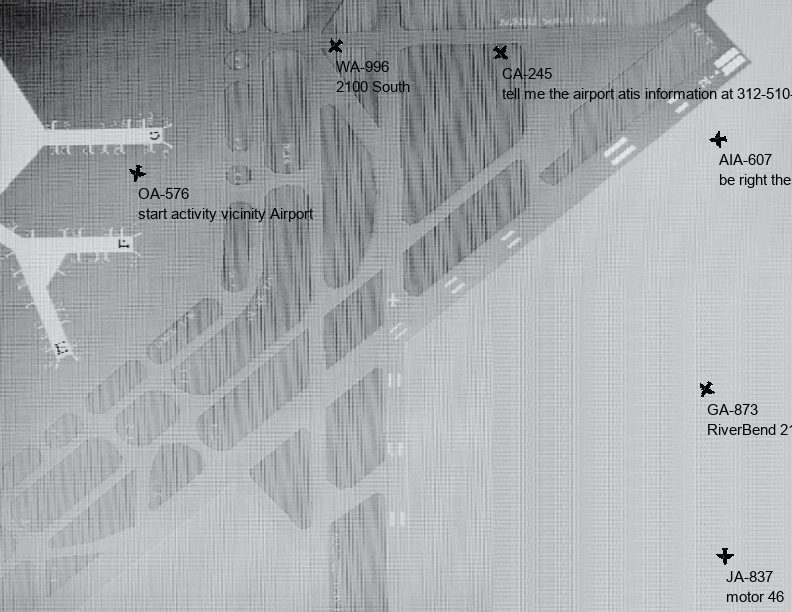 WA-996
2100 South
CA-245
tell me the airport atis information at 312-510-
AIA-607
be right the
OA-576
start activity vicinity Airport
GA-873
RiverBend 21
JA-837
motor 46